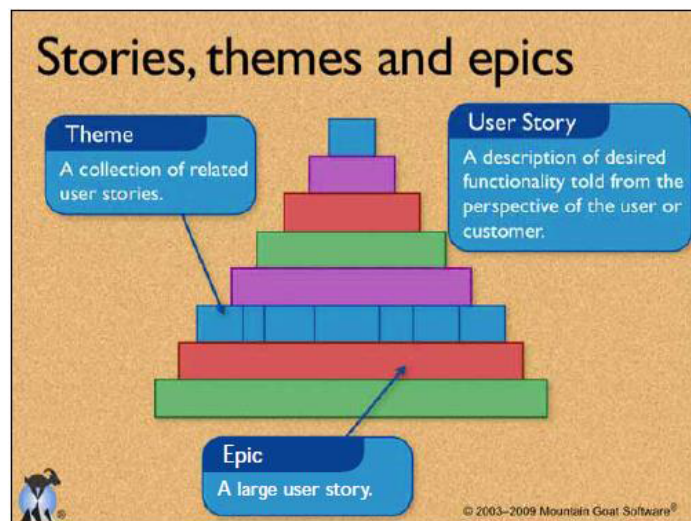 Stories, themes and epics
Theme
A collection of related
user stories.
User Story
A description of desired
functionality told from the
perspective of the user or
customer.
Epic
A large user story.
®
© 2003–2009 Mountain Goat Software®